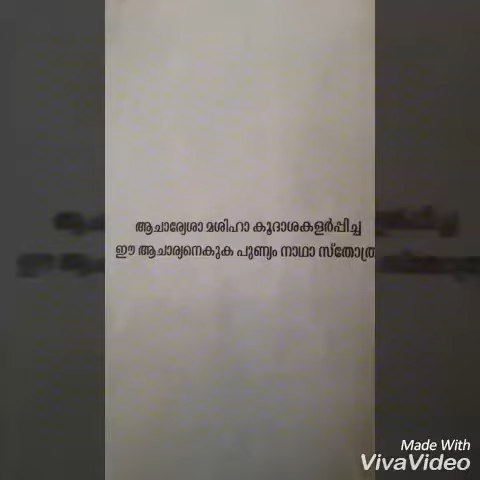 ആചാര്യേശാ മശിഹാ കൂദാശകളർപ്പിച്ച
ഈ ആചാര്യനെകുക പുണ്യം നാഥാ സ്തോത്ര
Made With
VivaVideo